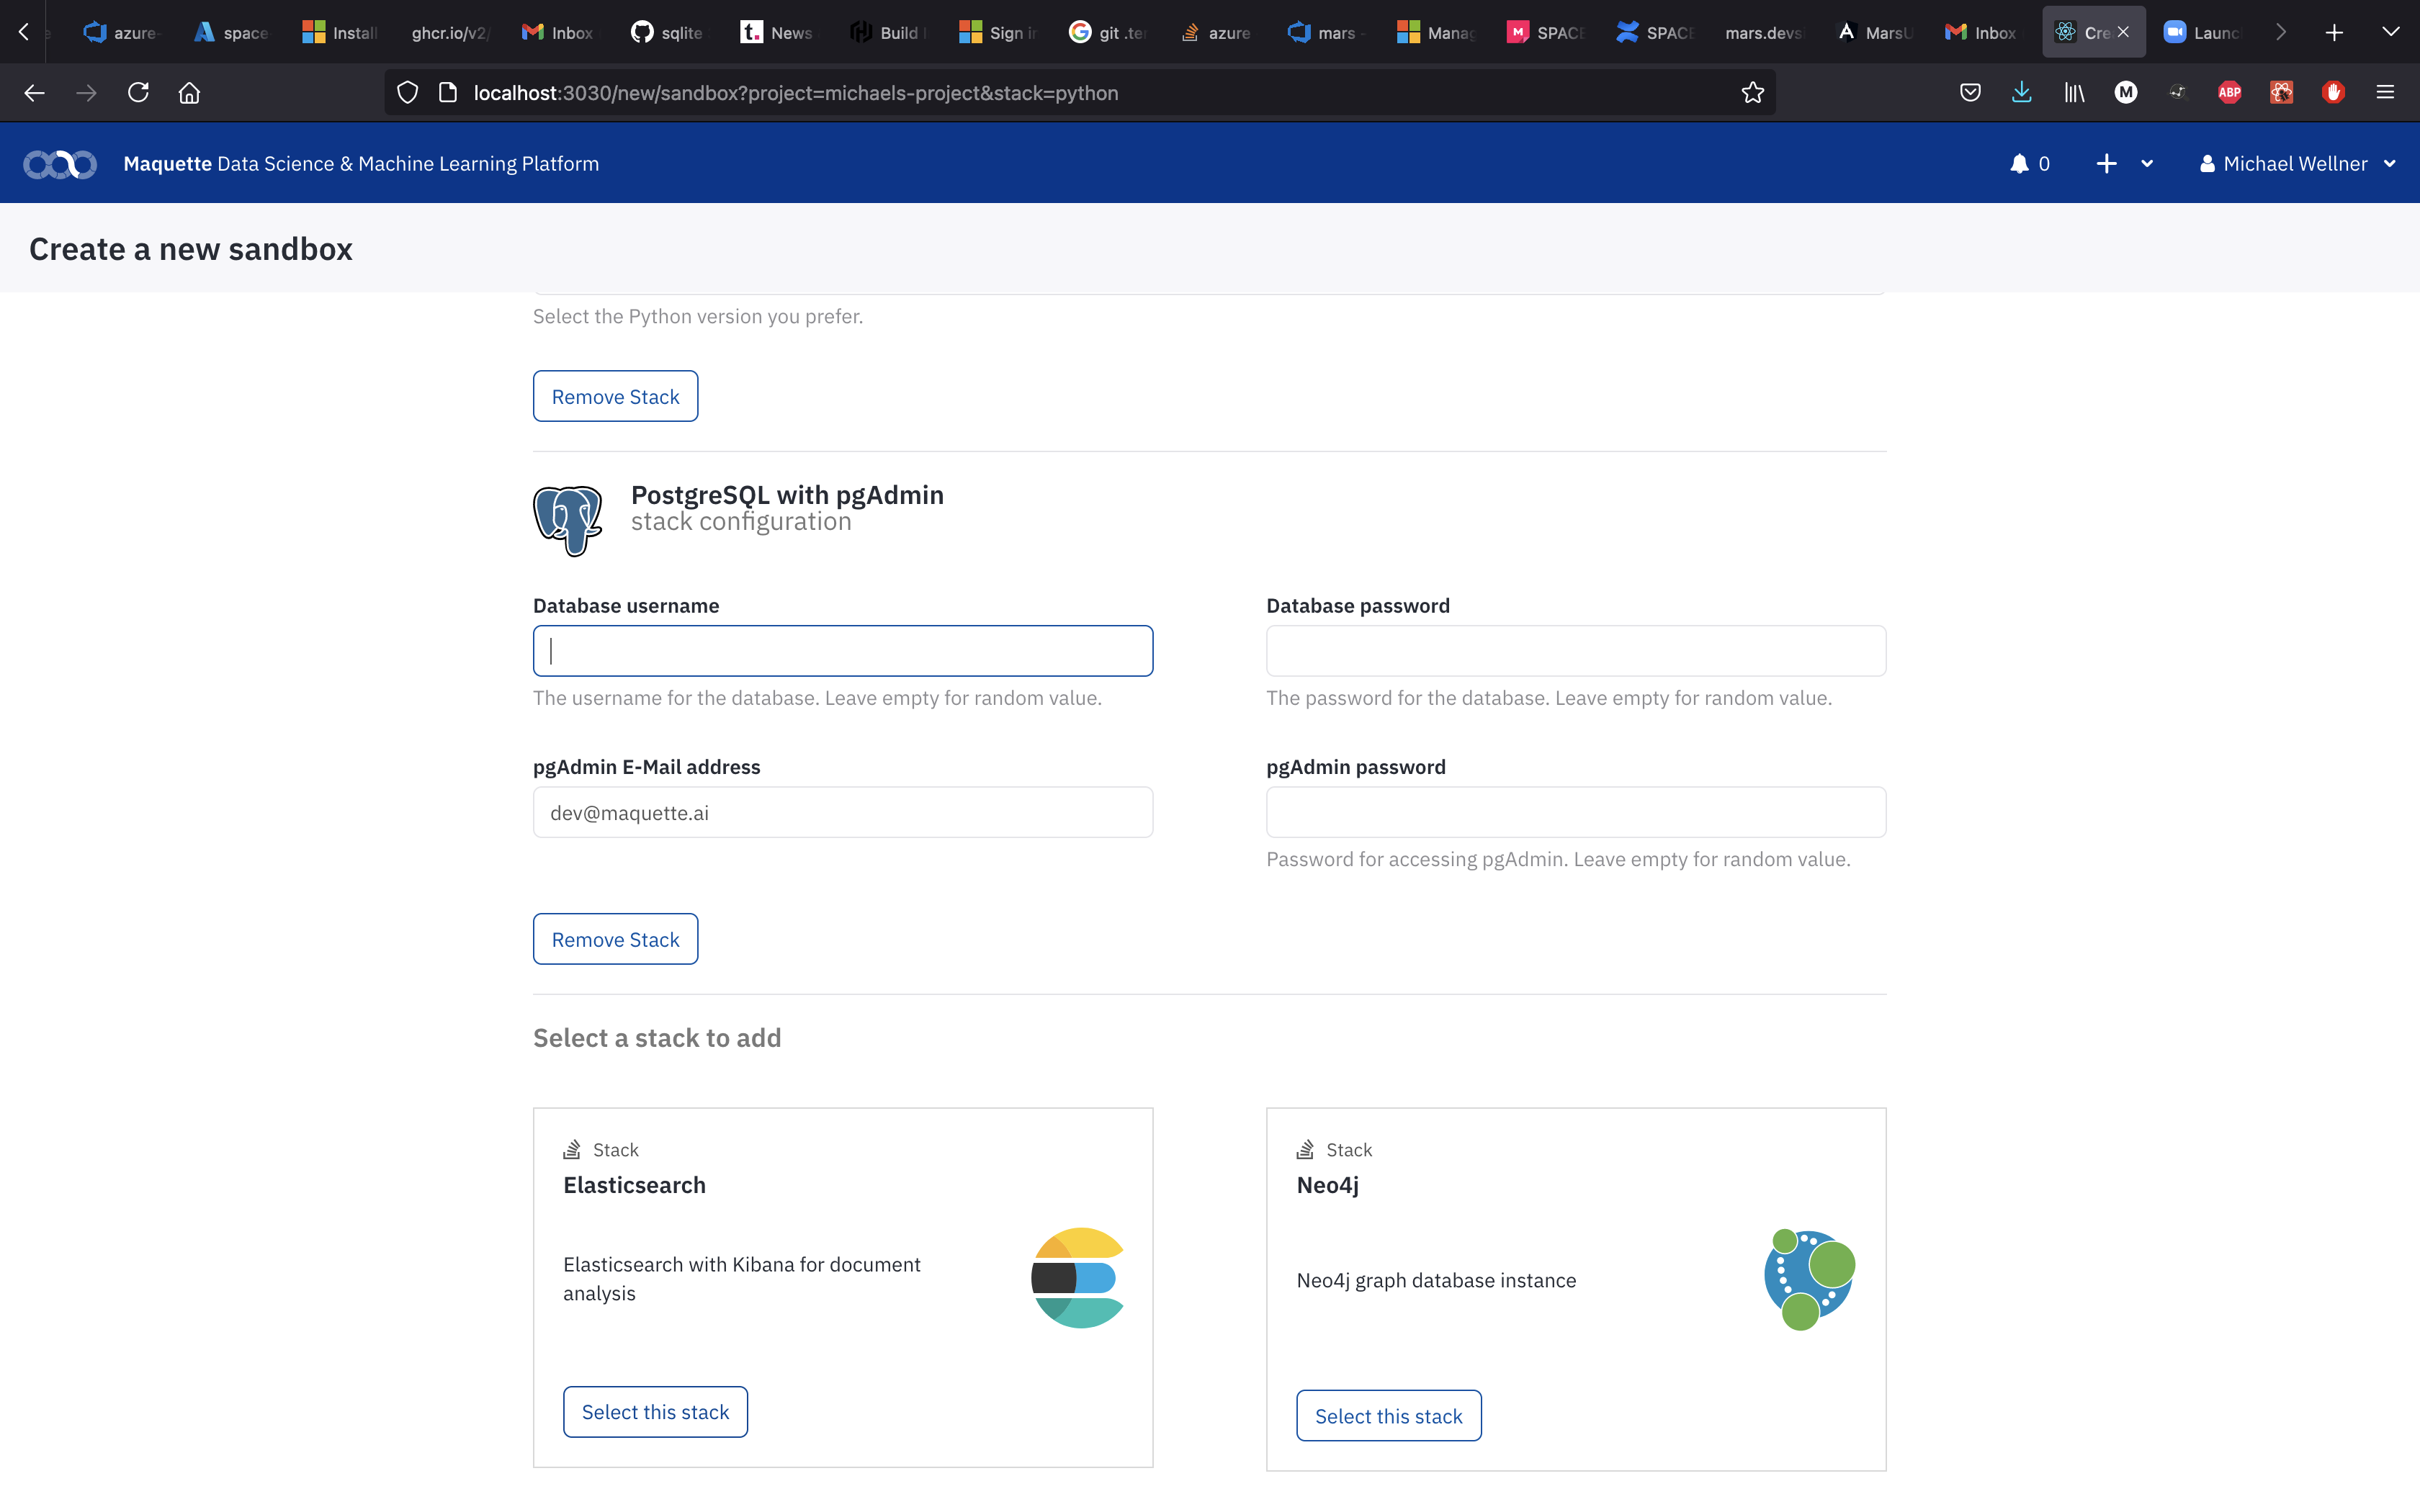 azure-
space
Install
ghcr.io/v2/
Inbox
sqlite
News
Build
Sign in
git .ter
azure
mars -
Manag
SPACE
SPACE
mars.devs
MarsU
Inbox
Cre
Launc
localhost:3030/new/sandbox?project=michaels-project&stack=python
ABP
Maquette Data Science & Machine Learning Platform
0
Michael Wellner
Create a new sandbox
Select the Python version you prefer.
Remove Stack
PostgreSQL with pgAdmin
stack configuration
Database username
Database password
The username for the database. Leave empty for random value.
The password for the database. Leave empty for random value.
pgAdmin E-Mail address
pgAdmin password
dev@maquette.ai
Password for accessing pgAdmin. Leave empty for random value.
Remove Stack
Select a stack to add
Stack
Elasticsearch
Elasticsearch with Kibana for document
analysis
Select this stack
Stack
Neo4j
Neo4j graph database instance
Select this stack